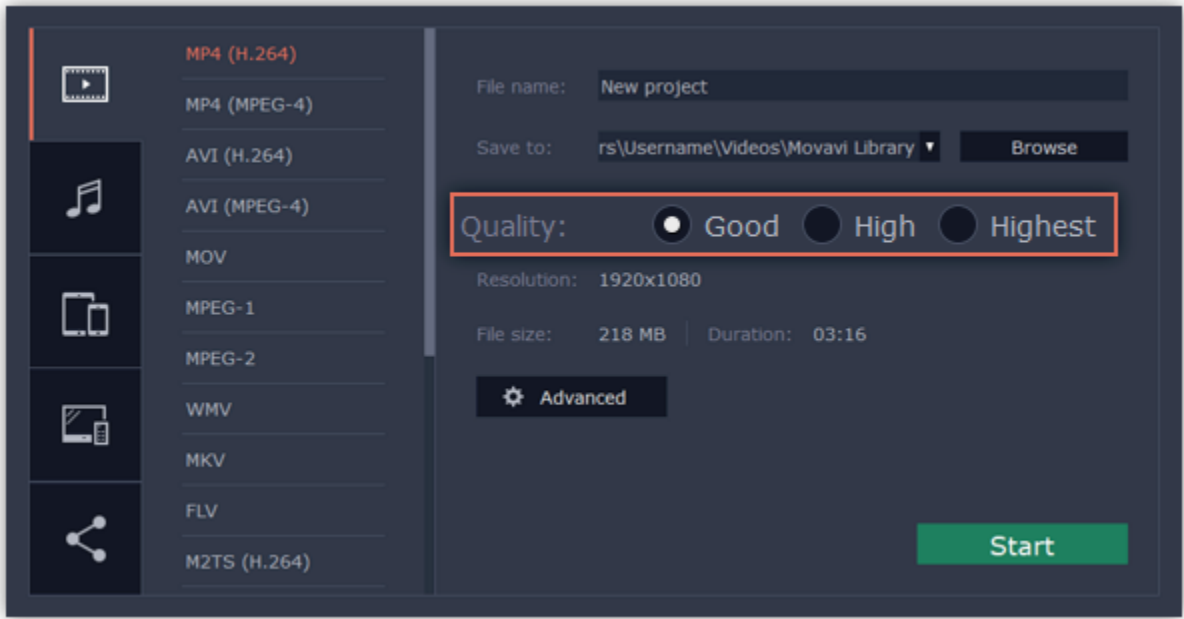 MP4 (H.264)
MP4 (MPEG-4)
AVI (H.264)
AVI (MPEG-4)
MOV
MPEG-1
MPEG-2
WMV
MKV
FLV
M2TS (H.264)
File name: New project
Save to: rs\Username\Videos\Movavi Library Browse
Quality: Good High Highest
Resolution: 1920x1080
File size: 218 MB Duration: 03:16
Advanced
Start